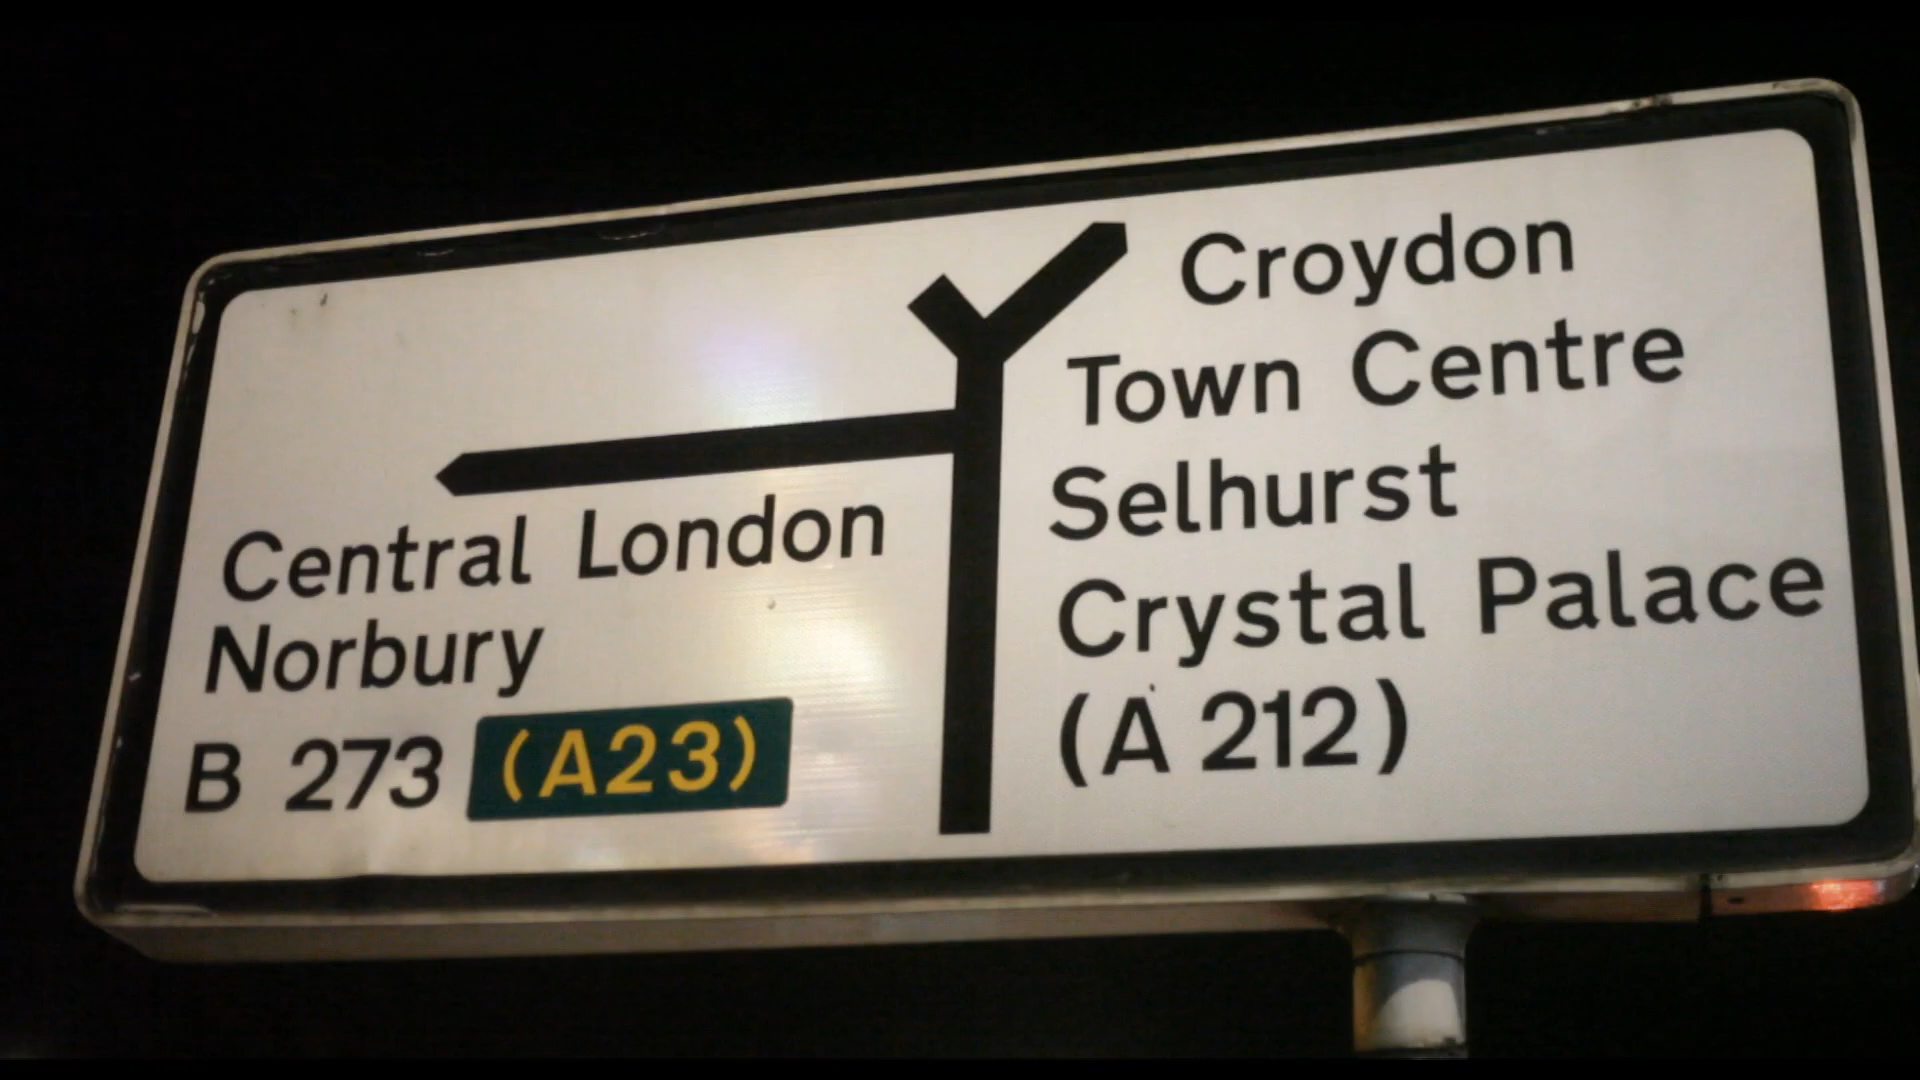 Central London
Norbury
B 273 (A23)
Croydon
Town Centre
Selhurst
Crystal Palace
(A 212)